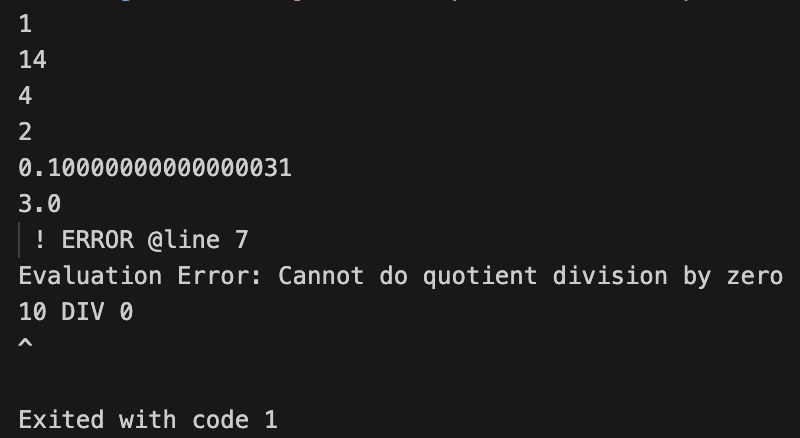 1
14
4
2
0.10000000000000031
3.0
! ERROR @line 7
Evaluation Error: Cannot do quotient division by zero
10 DIV 0
^
Exited with code 1